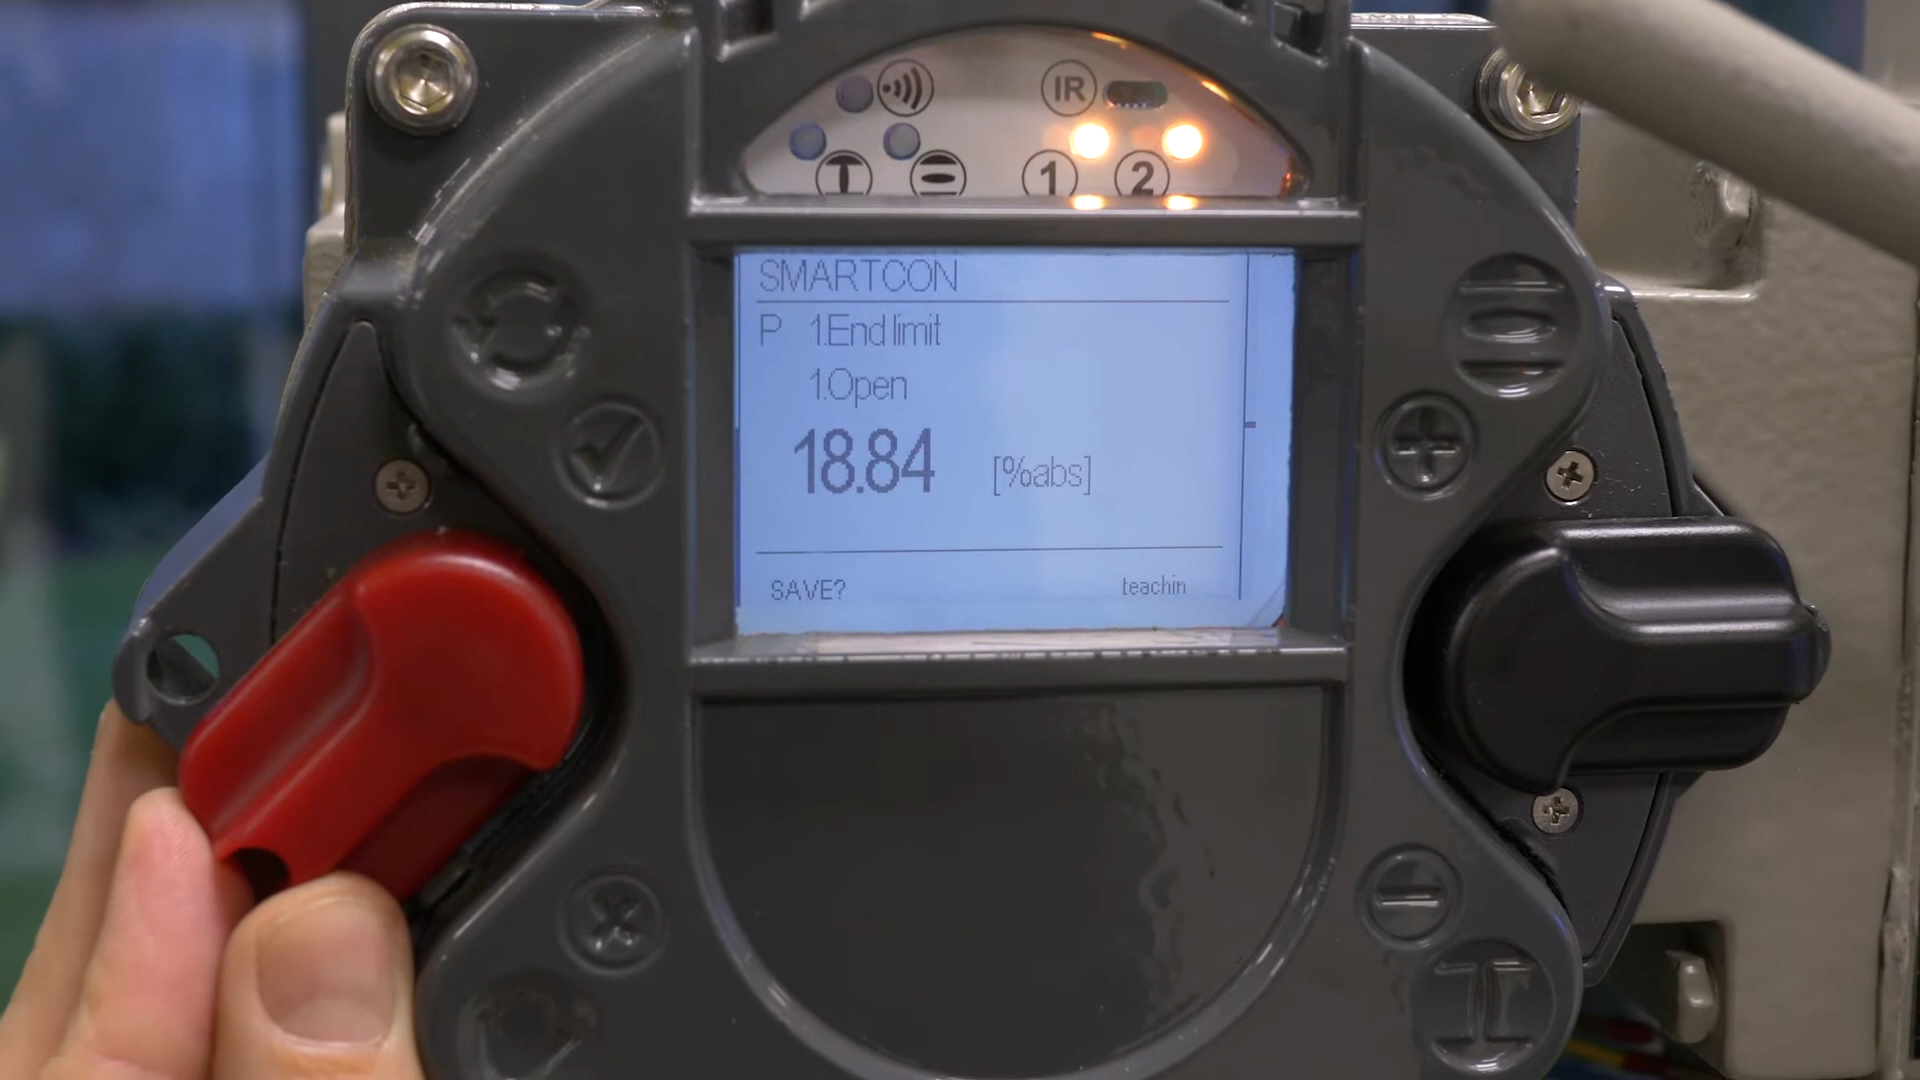 IR
1 2
SMARTCON
P 1.End limit
1.Open
18.84 [%abs]
SAVE? teachin